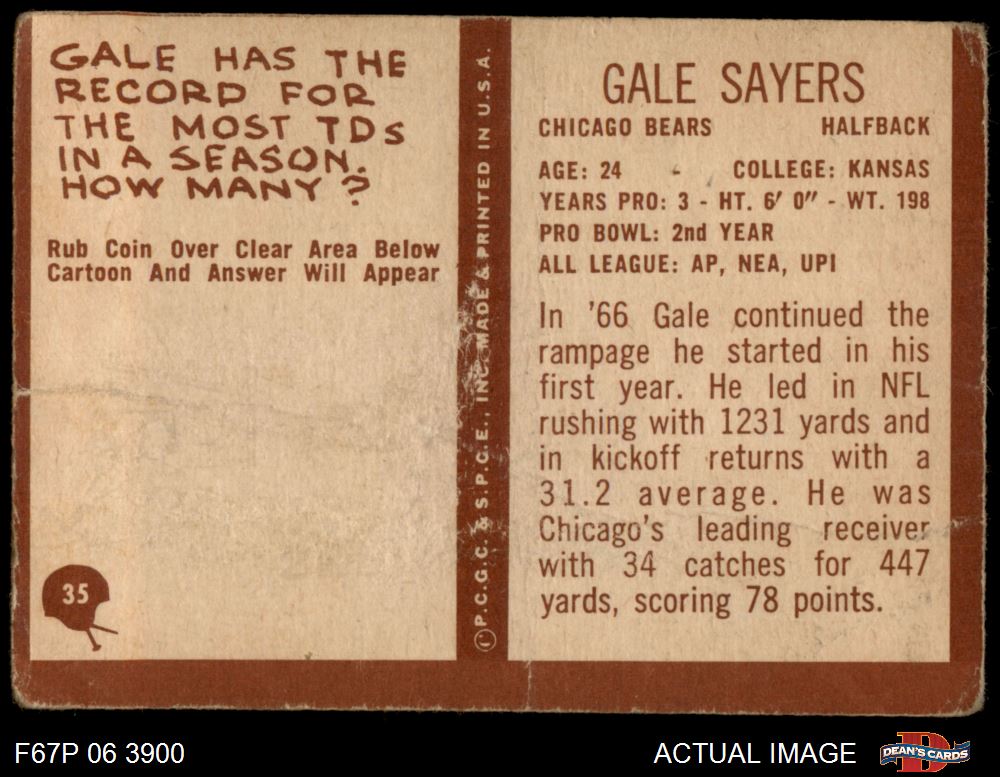 GALE HAS THE
RECORD FOR
THE MOST TDS
IN A SEASON.
HOW MANY?
Rub Coin Over Clear Area Below
Cartoon And Answer Will Appear
35
©P.C.G.C. & S.P.C.E., INC. MADE & PRINTED IN U.S.A.
GALE SAYERS
CHICAGO BEARS HALFBACK
AGE: 24 - COLLEGE: KANSAS
YEARS PRO: 3 - HT. 6' 0" - WT. 198
PRO BOWL: 2nd YEAR
ALL LEAGUE: AP, NEA, UPI
In '66 Gale continued the
rampage he started in his
first year. He led in NFL
rushing with 1231 yards and
in kickoff returns with a
31.2 average. He was
Chicago's leading receiver
with 34 catches for 447
yards, scoring 78 points.
F67P 06 3900
ACTUAL IMAGE
DEAN'S CARDS